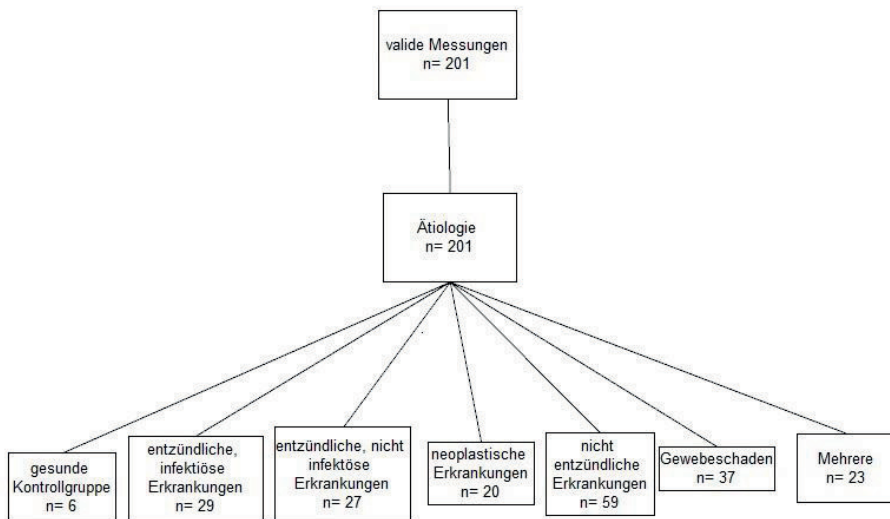 valide Messungen
n= 201
Ätiologie
n= 201
gesunde
Kontrollgruppe
n= 6
entzündliche,
infektiöse
Erkrankungen
n= 29
entzündliche, nicht
infektöse
Erkrankungen
n= 27
neoplastische
Erkrankungen
n= 20
nicht
entzündliche
Erkrankungen
n= 59
Gewebeschaden
n= 37
Mehrere
n= 23